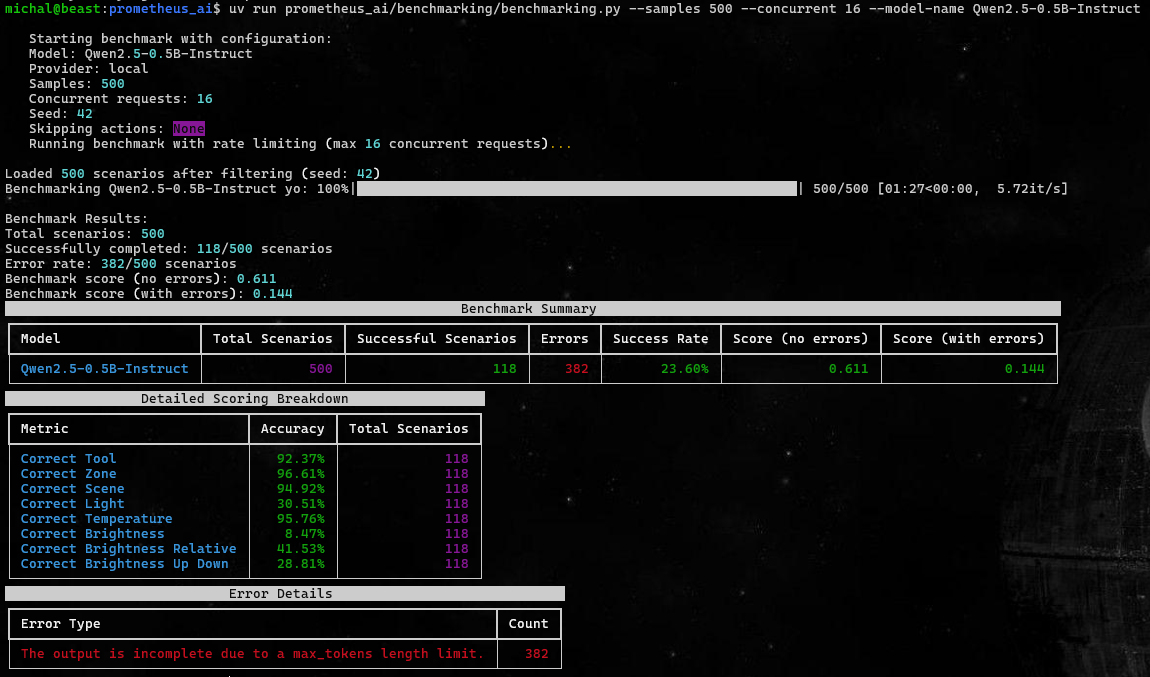 michal@beast:prometheus_ai$ uv run prometheus_ai/benchmarking/benchmarking.py --samples 500 --concurrent 16 --model-name Qwen2.5-0.5B-Instruct
Starting benchmark with configuration:
Model: Qwen2.5-0.5B-Instruct
Provider: local
Samples: 500
Concurrent requests: 16
Seed: 42
Skipping actions: None
Running benchmark with rate limiting (max 16 concurrent requests)...
Loaded 500 scenarios after filtering (seed: 42)
Benchmarking Qwen2.5-0.5B-Instruct yo: 100%| | 500/500 [01:27<00:00, 5.72it/s]
Benchmark Results:
Total scenarios: 500
Successfully completed: 118/500 scenarios
Error rate: 382/500 scenarios
Benchmark score (no errors): 0.611
Benchmark score (with errors): 0.144
Benchmark Summary
Model Total Scenarios Successful Scenarios Errors Success Rate Score (no errors) Score (with errors)
Qwen2.5-0.5B-Instruct 500 118 382 23.60% 0.611 0.144
Detailed Scoring Breakdown
Metric Accuracy Total Scenarios
Correct Tool 92.37% 118
Correct Zone 96.61% 118
Correct Scene 94.92% 118
Correct Light 30.51% 118
Correct Temperature 95.76% 118
Correct Brightness 8.47% 118
Correct Brightness Relative 41.53% 118
Correct Brightness Up Down 28.81% 118
Error Details
Error Type Count
The output is incomplete due to a max_tokens length limit. 382